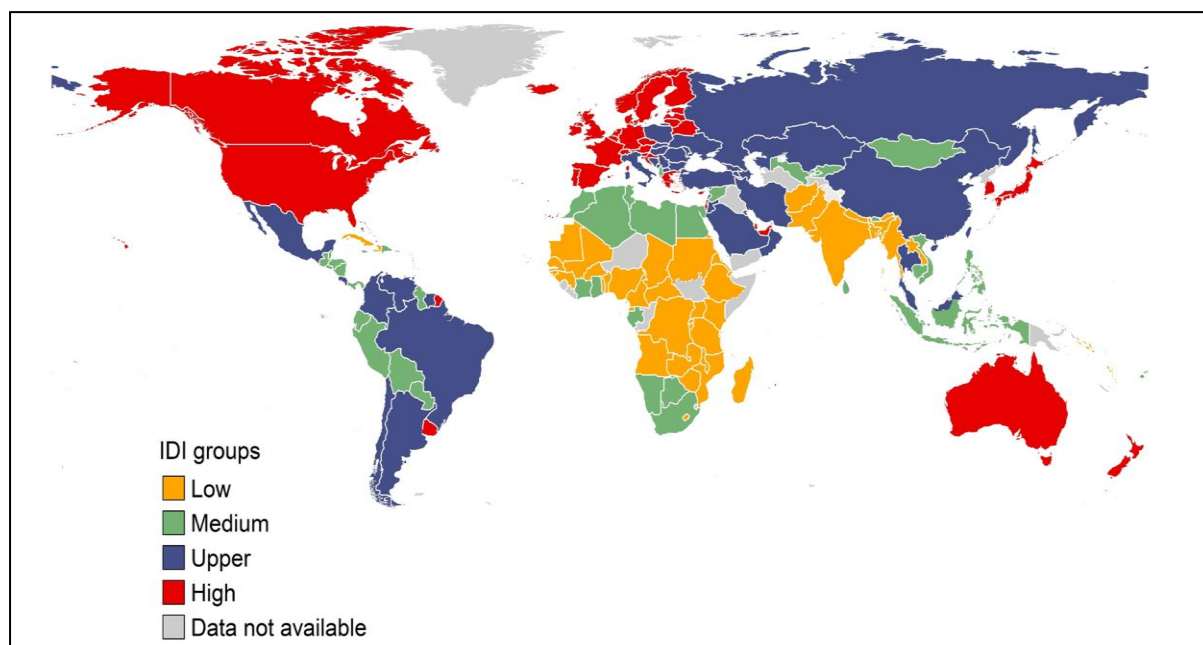 IDI groups
Low
Medium
Upper
High
Data not available